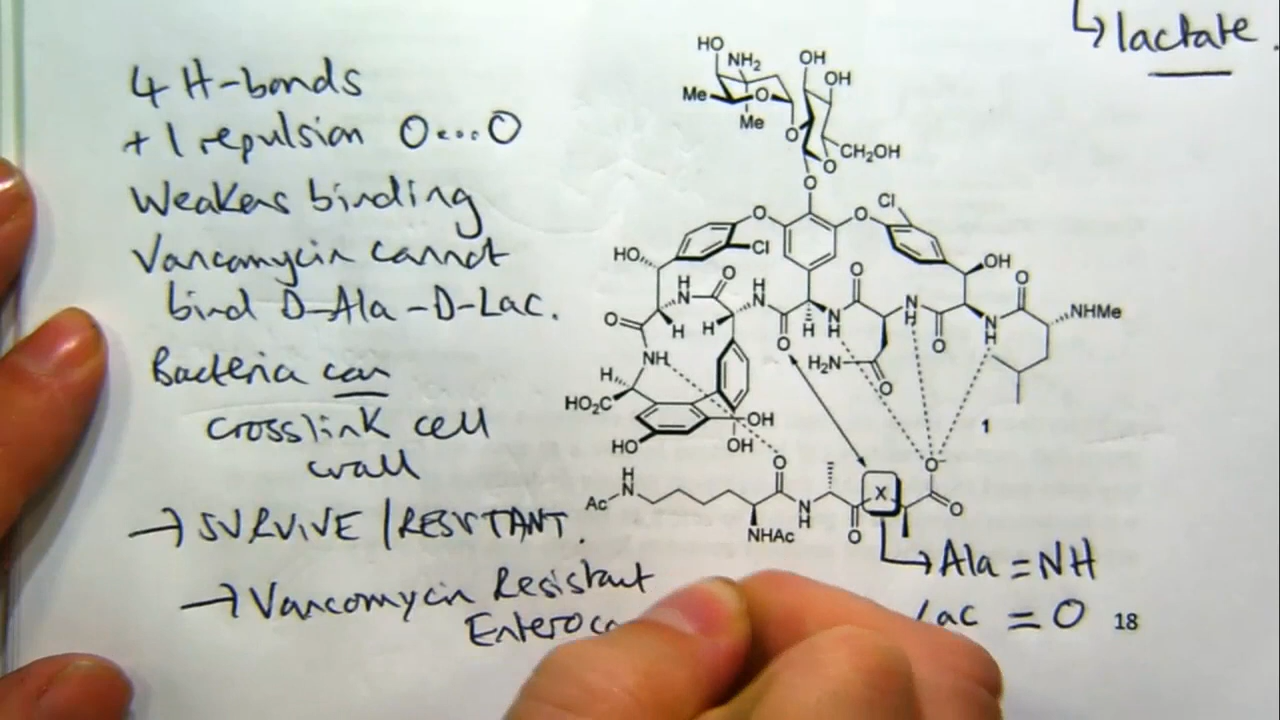 ↳ lactate.
4 H-bonds
+ 1 repulsion O<...O
Weaker binding
Vancomycin cannot
bind D-Ala-D-Lac.
Bacteria can
crosslink cell
wall
→ SURVIVE / RESISTANT.
→ Vancomycin Resistant
Enteroco
HO NH₂ OH
OH
Me O
Me O
CH₂OH
O
O
O O Cl
HO Cl OH
O
H O H O H O
N N N NHMe
O H H O H N O N
H H
NH H₂N O
H
HO₂C
OH 1
HO OH
H O O⁻
Ac N N X O
H O
NHAc
↳ Ala = NH
Lac = O 18